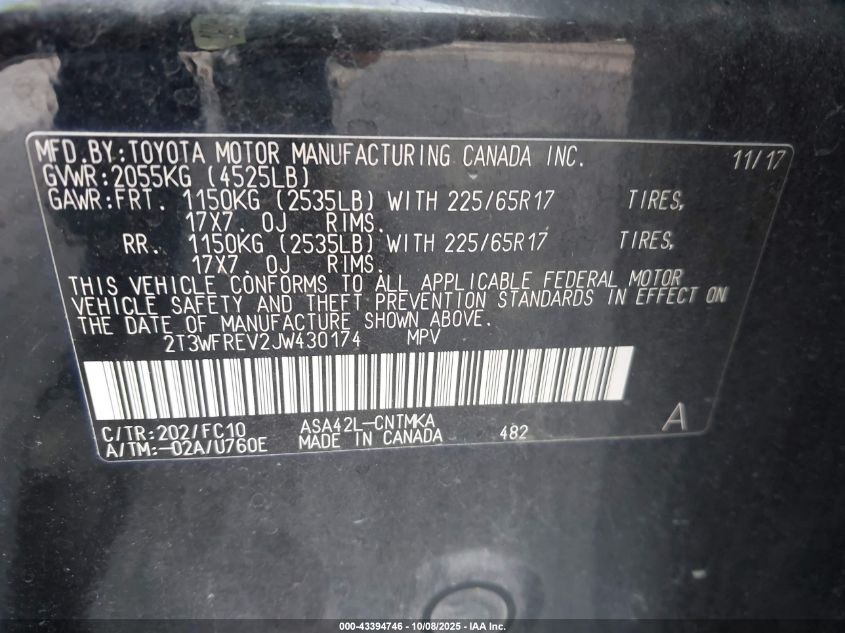 MFD.BY:TOYOTA MOTOR MANUFACTURING CANADA INC. 11/17
GVWR:2055KG (4525LB)
GAWR:FRT. 1150KG (2535LB) WITH 225/65R17 TIRES,
17X7.0J RIMS.
RR. 1150KG (2535LB) WITH 225/65R17 TIRES,
17X7.0J RIMS.
THIS VEHICLE CONFORMS TO ALL APPLICABLE FEDERAL MOTOR
VEHICLE SAFETY AND THEFT PREVENTION STANDARDS IN EFFECT ON
THE DATE OF MANUFACTURE SHOWN ABOVE.
2T3WFREV2JW430174 MPV
C/TR:202/FC10 ASA42L-CNTMKA A
A/TM:-02A/U760E MADE IN CANADA 482
000-43394746 - 10/08/2025 - IAA Inc.